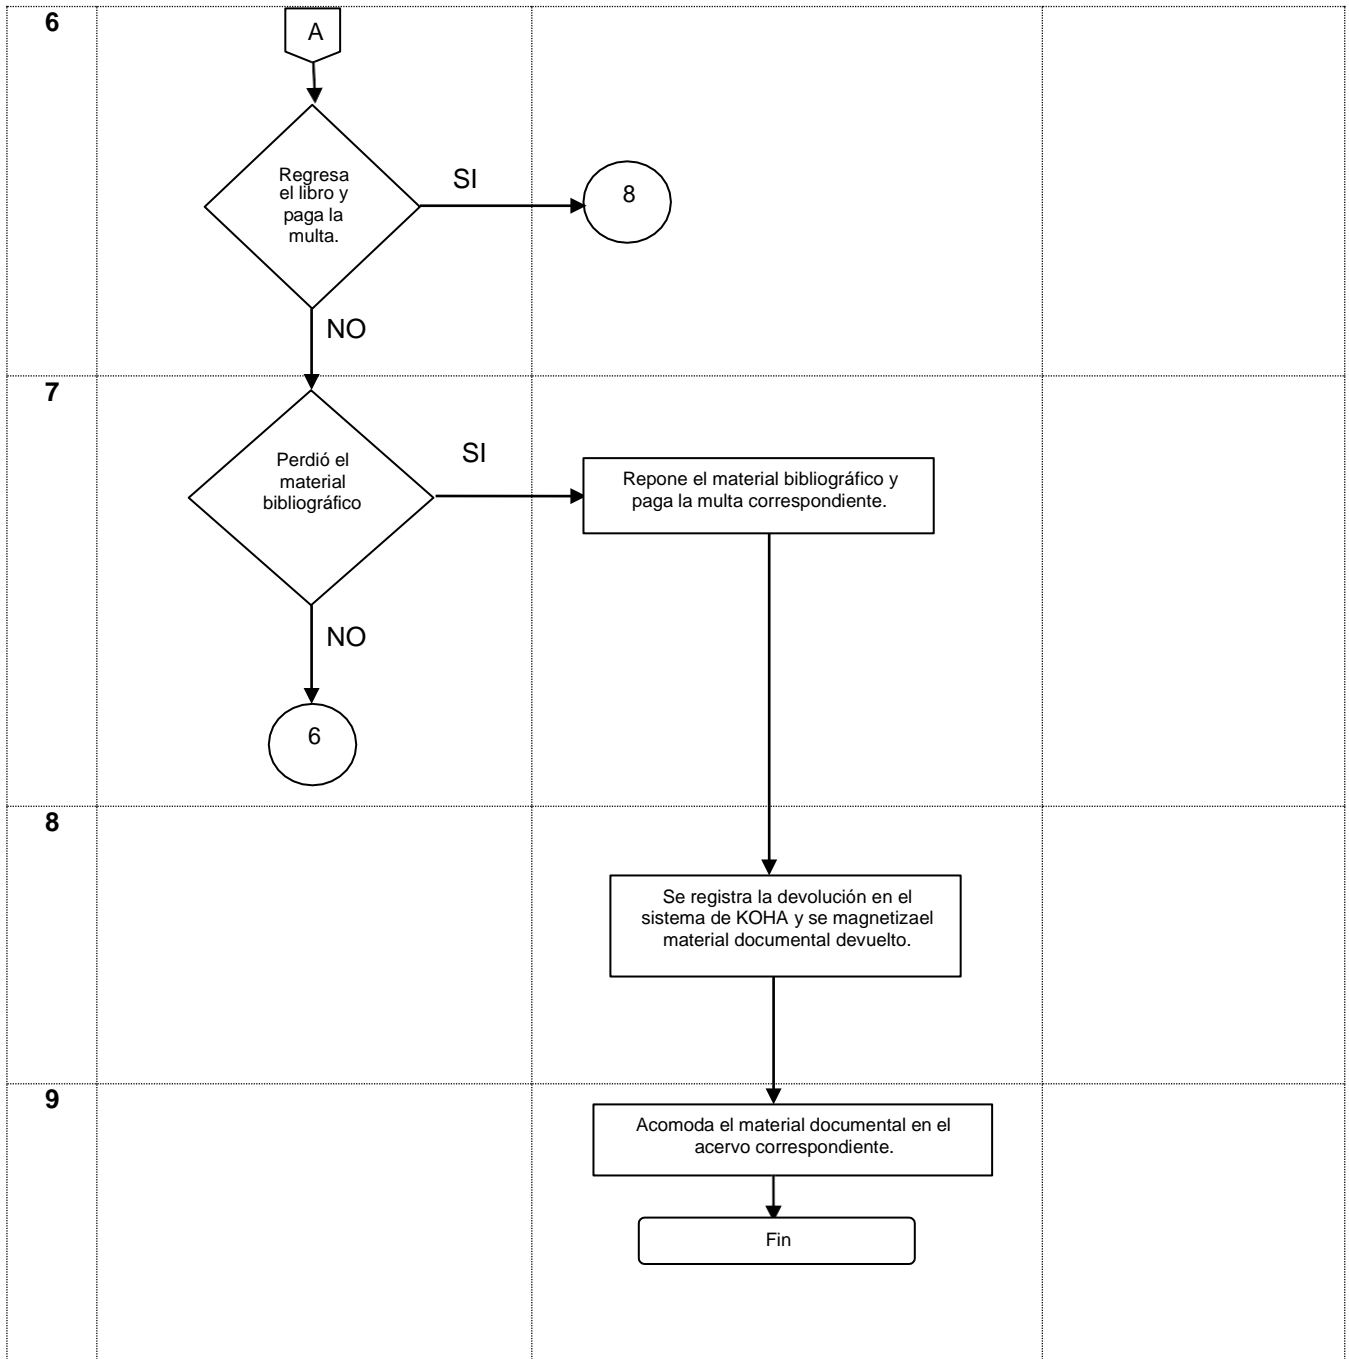 6
A
Regresa
el libro y
paga la
multa.
SI
8
NO
7
Perdió el
material
bibliográfico
SI
Repone el material bibliográfico y
paga la multa correspondiente.
NO
6
8
Se registra la devolución en el
sistema de KOHA y se magnetizael
material documental devuelto.
9
Acomoda el material documental en el
acervo correspondiente.
Fin